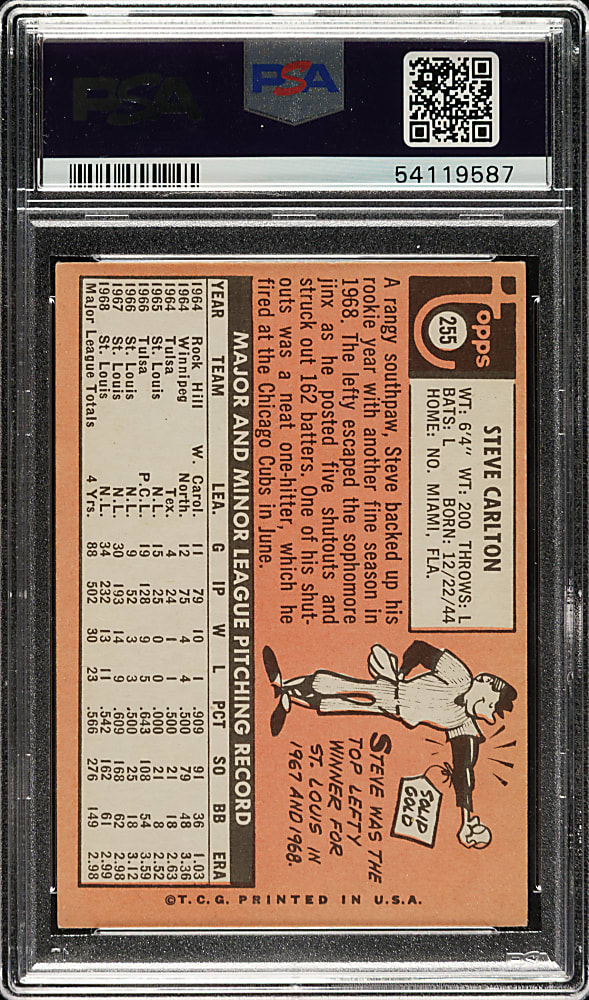 PSA
PSA
54119587
Topps
255
STEVE CARLTON
WT: 6'4" WT: 200 THROWS: L
BATS: L BORN: 12/22/44
HOME: NO. MIAMI, FLA.
A rangy southpaw, Steve backed up his
rookie year with another fine season in
1968. The lefty escaped the sophomore
jinx as he posted five shutouts and
struck out 162 batters. One of his shut-
outs was a neat one-hitter, which he
fired at the Chicago Cubs in June.
SOLID
GOLD
STEVE WAS THE
TOP LEFTY
WINNER FOR
ST. LOUIS IN
1967 AND 1968.
MAJOR AND MINOR LEAGUE PITCHING RECORD
YEAR TEAM LEA. G IP W L PCT SO BB ERA
1964 Rock Hill W. Carol. 11 79 10 1 .909 91 36 1.03
1964 Winnipeg North. 12 75 4 4 .500 79 48 3.36
1964 Tulsa Tex. 4 24 1 1 .500 21 18 2.63
1965 St. Louis N.L. 15 25 0 0 .000 21 8 2.52
1966 Tulsa P.C.L. 19 128 9 5 .643 108 54 3.59
1966 St. Louis N.L. 9 52 3 3 .500 25 18 3.12
1967 St. Louis N.L. 30 193 14 9 .609 168 62 2.98
1968 St. Louis N.L. 34 232 13 11 .542 162 61 2.99
Major League Totals 4 Yrs. 88 502 30 23 .566 276 149 2.98
©T.C.G. PRINTED IN U.S.A.
PSA